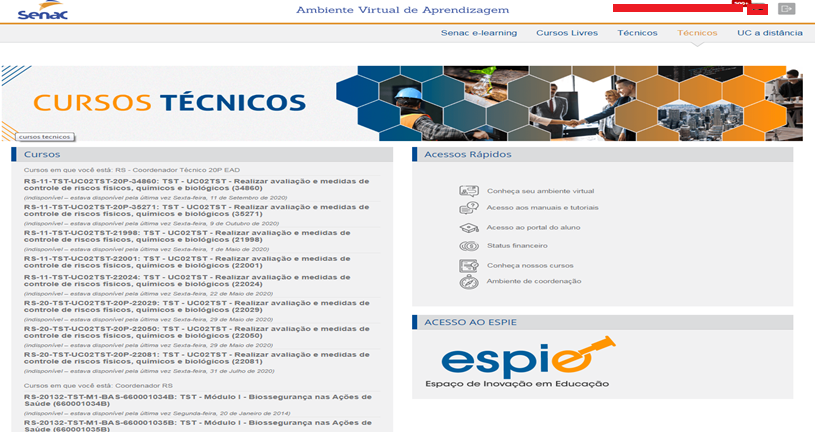 senac
Ambiente Virtual de Aprendizagem
Senac e-learning Cursos Livres Técnicos Técnicos UC a distância
CURSOS TÉCNICOS
cursos tecnicos
Cursos
Cursos em que você está: RS - Coordenador Técnico 20P EAD
RS-11-TST-UC02TST-20P-34860: TST - UC02TST - Realizar avaliação e medidas de
controle de riscos físicos, químicos e biológicos (34860)
(indisponível – estava disponível pela última vez Sexta-feira, 11 de Setembro de 2020)
RS-11-TST-UC02TST-20P-35271: TST - UC02TST - Realizar avaliação e medidas de
controle de riscos físicos, químicos e biológicos (35271)
(indisponível – estava disponível pela última vez Sexta-feira, 9 de Outubro de 2020)
RS-11-TST-UC02TST-21998: TST - UC02TST - Realizar avaliação e medidas de
controle de riscos físicos, químicos e biológicos (21998)
(indisponível – estava disponível pela última vez Sexta-feira, 1 de Maio de 2020)
RS-11-TST-UC02TST-22001: TST - UC02TST - Realizar avaliação e medidas de
controle de riscos físicos, químicos e biológicos (22001)
RS-11-TST-UC02TST-22024: TST - UC02TST - Realizar avaliação e medidas de
controle de riscos físicos, químicos e biológicos (22024)
(indisponível – estava disponível pela última vez Sexta-feira, 22 de Maio de 2020)
RS-20-TST-UC02TST-20P-22029: TST - UC02TST - Realizar avaliação e medidas de
controle de riscos físicos, químicos e biológicos (22029)
(indisponível – estava disponível pela última vez Sexta-feira, 29 de Maio de 2020)
RS-20-TST-UC02TST-20P-22050: TST - UC02TST - Realizar avaliação e medidas de
controle de riscos físicos, químicos e biológicos (22050)
(indisponível – estava disponível pela última vez Sexta-feira, 29 de Maio de 2020)
RS-20-TST-UC02TST-20P-22081: TST - UC02TST - Realizar avaliação e medidas de
controle de riscos físicos, químicos e biológicos (22081)
(indisponível – estava disponível pela última vez Sexta-feira, 31 de Julho de 2020)
Cursos em que você está: Coordenador RS
RS-20132-TST-M1-BAS-660001034B: TST - Módulo I - Biossegurança nas Ações de
Saúde (660001034B)
(indisponível – estava disponível pela última vez Segunda-feira, 20 de Janeiro de 2014)
RS-20132-TST-M1-BAS-660001035B: TST - Módulo I - Biossegurança nas Ações de
Saúde (660001035B)
Acessos Rápidos
Conheça seu ambiente virtual
Acesso aos manuais e tutoriais
Acesso ao portal do aluno
Status financeiro
Conheça nossos cursos
Ambiente de coordenação
ACESSO AO ESPIE
espie
Espaço de Inovação em Educação